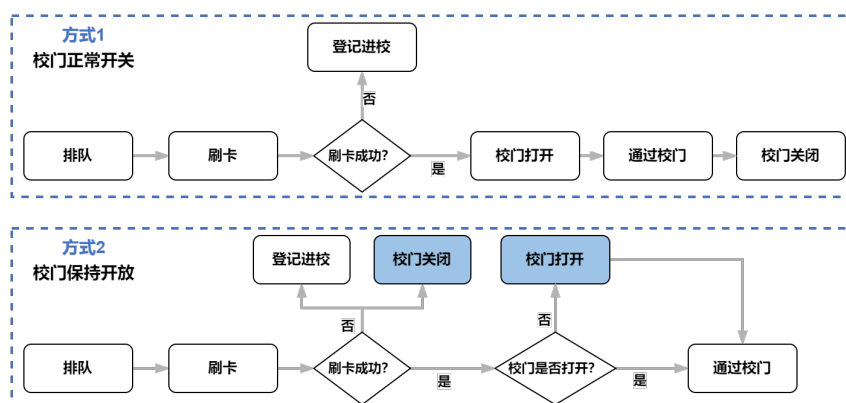 方式1
校门正常开关
登记进校
否
排队
刷卡
刷卡成功?
是
校门打开
通过校门
校门关闭
方式2
校门保持开放
登记进校
校门关闭
校门打开
否
否
排队
刷卡
刷卡成功?
是
校门是否打开?
是
通过校门